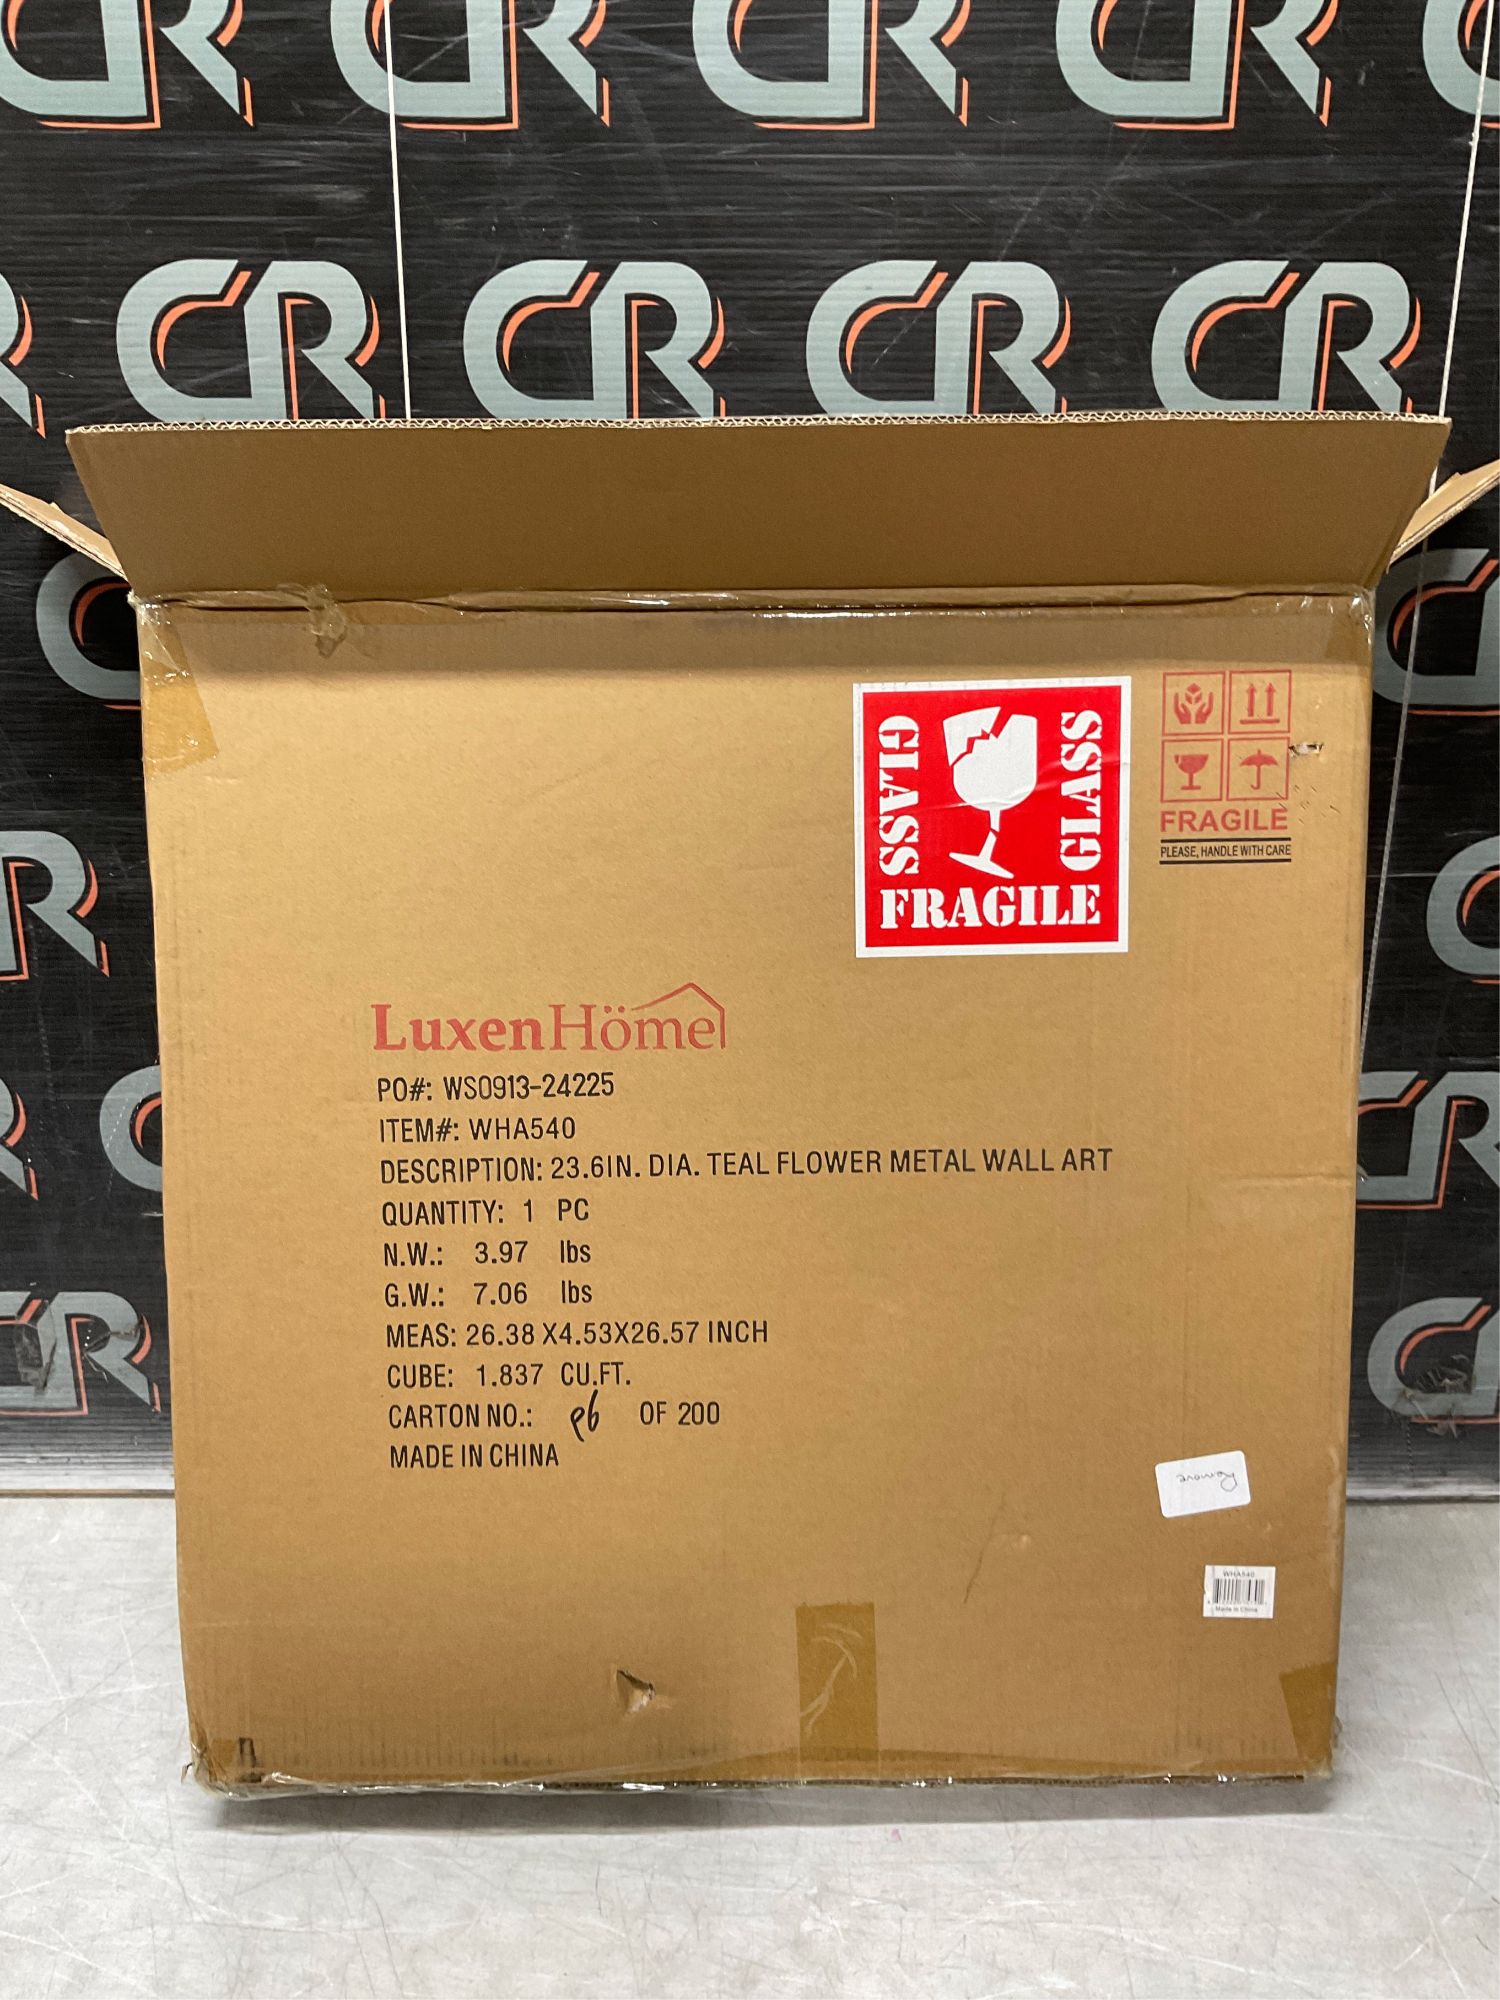 CR CR CR CR
CR CR CR CR
GLASS
GLASS
FRAGILE
FRAGILE
PLEASE, HANDLE WITH CARE
LuxenHöme
PO#: WS0913-24225
ITEM#: WHA540
DESCRIPTION: 23.6IN. DIA. TEAL FLOWER METAL WALL ART
QUANTITY: 1 PC
N.W.: 3.97 lbs
G.W.: 7.06 lbs
MEAS: 26.38 X4.53X26.57 INCH
CUBE: 1.837 CU.FT.
CARTON NO.: 96 OF 200
MADE IN CHINA
Remove
WHA540
Made in China